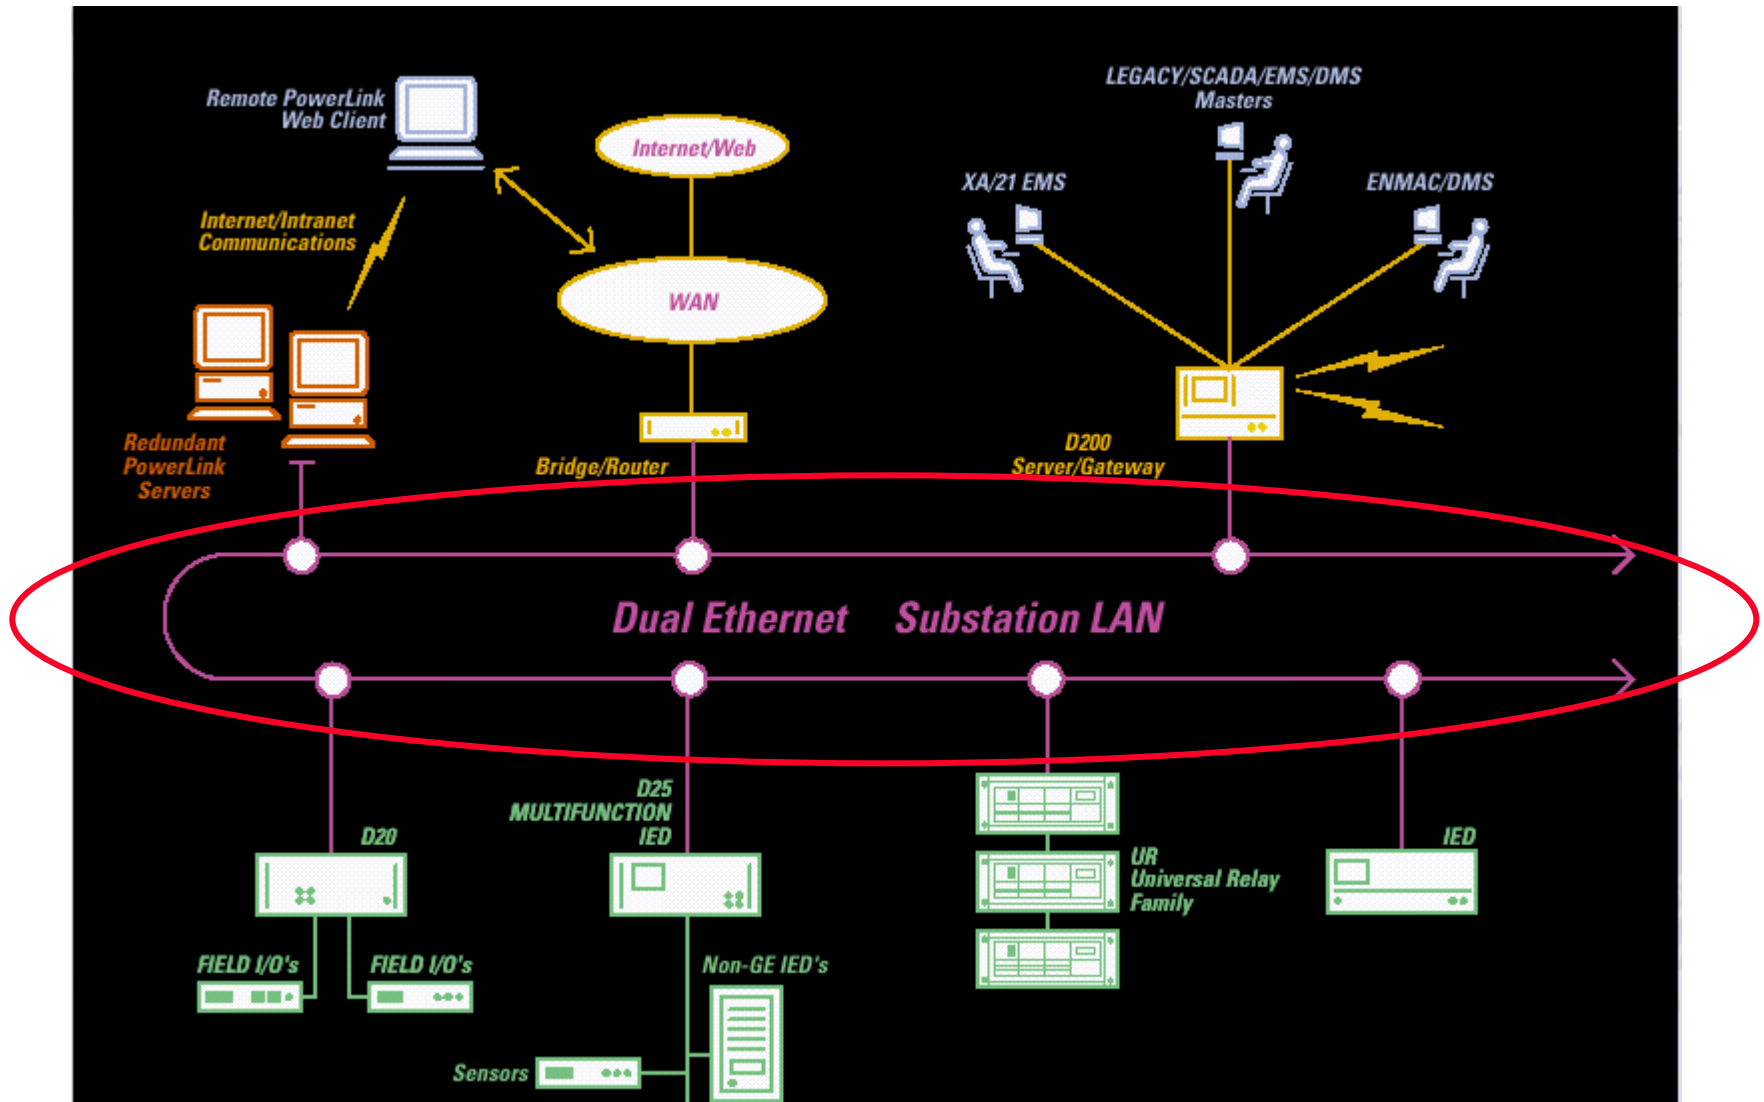 Remote PowerLink
Web Client
Internet/Web
LEGACY/SCADA/EMS/DMS
Masters
XA/21 EMS
ENMAC/DMS
Internet/Intranet
Communications
WAN
Redundant
PowerLink
Servers
Bridge/Router
D200
Server/Gateway
Dual Ethernet Substation LAN
D20
D25
MULTIFUNCTION
IED
UR
Universal Relay
Family
IED
FIELD I/O's
FIELD I/O's
Non-GE IED's
Sensors